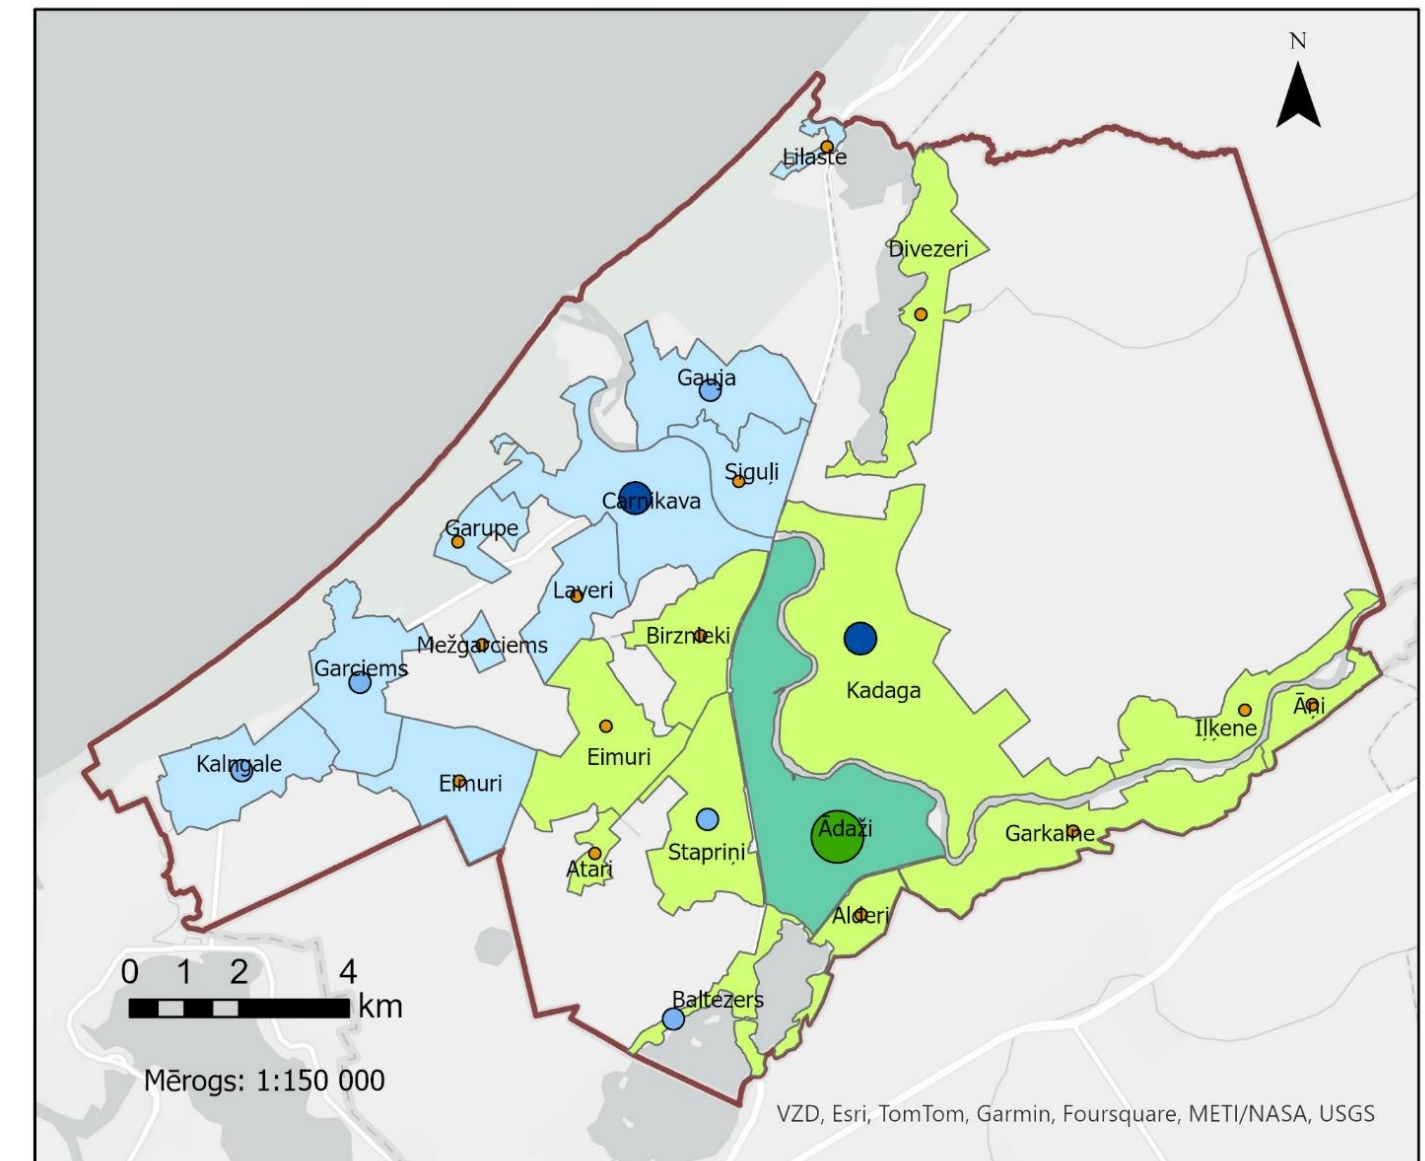 N
Lilaste
Divezeri
Gauja
Siguļi
Carnikava
Garupe
Laveri
Birznieki
Mežgarciems
Garciems
Kadaga
Āņi
Iļķene
Kalngale
Eimuri
Eimuri
Ādaži
Garkalne
Stapriņi
Atari
Alderi
Baltezers
0 1 2 4
km
Mērogs: 1:150 000
VZD, Esri, TomTom, Garmin, Foursquare, METI/NASA, USGS